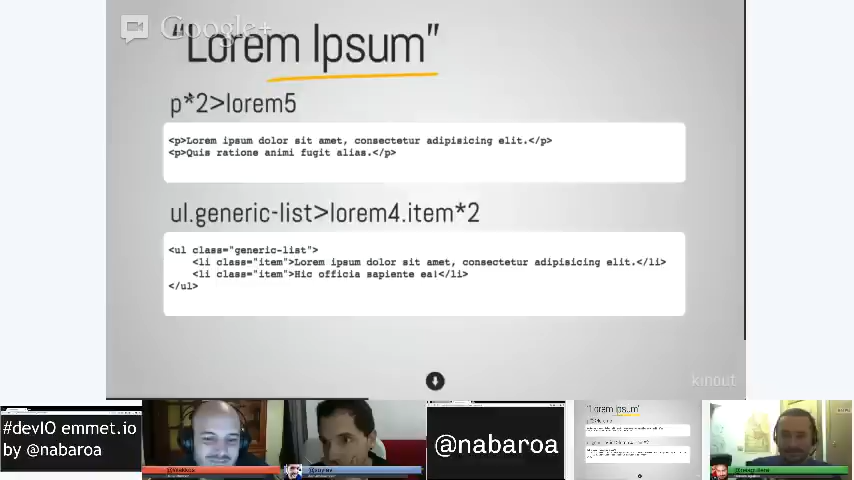 Google+
"Lorem Ipsum"
p*2>lorem5
<p>Lorem ipsum dolor sit amet, consectetur adipisicing elit.</p>
<p>Quis ratione animi fugit alias.</p>
ul.generic-list>lorem4.item*2
<ul class="generic-list">
<li class="item">Lorem ipsum dolor sit amet, consectetur adipisicing elit.</li>
<li class="item">Hic officia sapiente ea!</li>
</ul>
kinout
#devIO emmet.io
by @nabaroa
@nabaroa
"Lorem Ipsum"